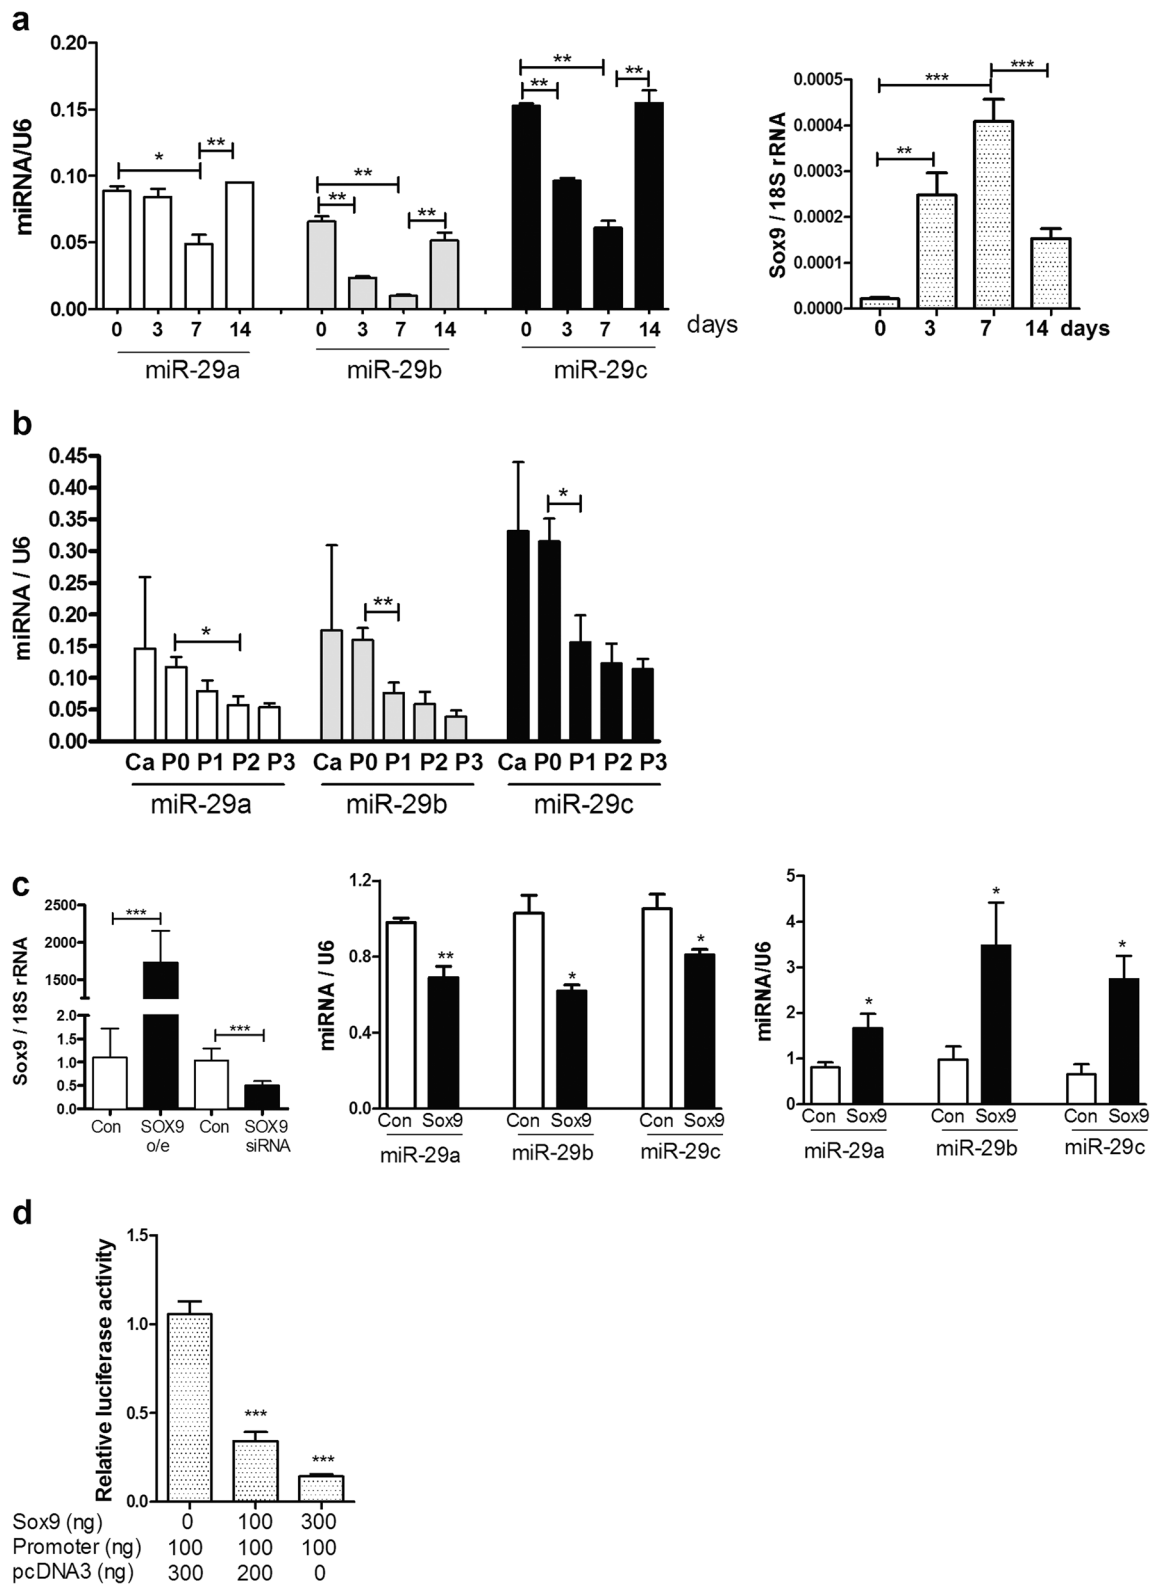 a
0.20
0.15
0.10
0.05
0.00
miRNA/U6
* ** ** ** ** ** ** **
0 3 7 14 0 3 7 14 0 3 7 14 days
miR-29a miR-29b miR-29c
0.0005
0.0004
0.0003
0.0002
0.0001
0.0000
Sox9 / 18S rRNA
** *** ***
0 3 7 14 days
b
0.45
0.40
0.35
0.30
0.25
0.20
0.15
0.10
0.05
0.00
miRNA / U6
* ** *
Ca P0 P1 P2 P3 Ca P0 P1 P2 P3 Ca P0 P1 P2 P3
miR-29a miR-29b miR-29c
c
2500
2000
1500
2.0
1.5
1.0
0.5
0.0
Sox9 / 18S rRNA
*** ***
Con SOX9 Con SOX9
o/e siRNA
1.2
0.8
0.4
0.0
miRNA / U6
** * *
Con Sox9 Con Sox9 Con Sox9
miR-29a miR-29b miR-29c
5
4
3
2
1
0
miRNA/U6
* * *
Con Sox9 Con Sox9 Con Sox9
miR-29a miR-29b miR-29c
d
1.5
1.0
0.5
0.0
Relative luciferase activity
*** ***
Sox9 (ng) 0 100 300
Promoter (ng) 100 100 100
pcDNA3 (ng) 300 200 0